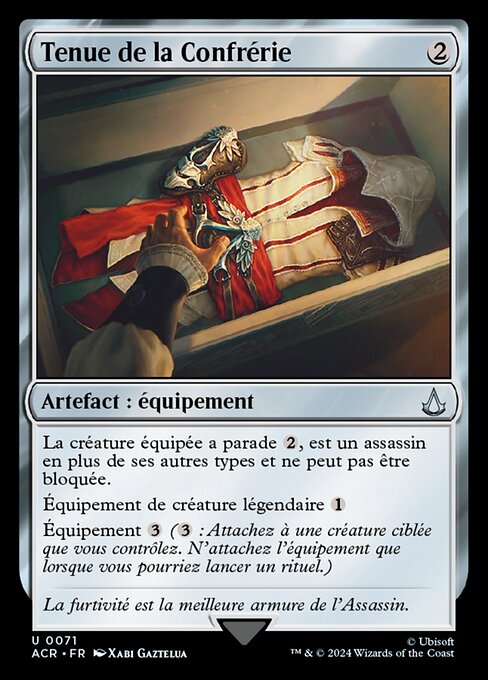 Tenue de la Confrérie 2
Artefact : équipement
La créature équipée a parade 2, est un assassin
en plus de ses autres types et ne peut pas être
bloquée.
Équipement de créature légendaire 1
Équipement 3 (3 : Attachez à une créature ciblée
que vous contrôlez. N'attachez l'équipement que
lorsque vous pourriez lancer un rituel.)
La furtivité est la meilleure armure de l'Assassin.
U 0071
ACR • FR Xabi Gaztelua
© Ubisoft
™ & © 2024 Wizards of the Coast